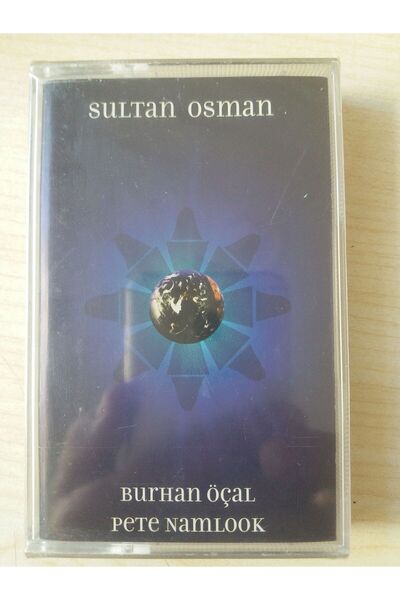 Sultan Osman
Burhan Öçal
Pete Namlook